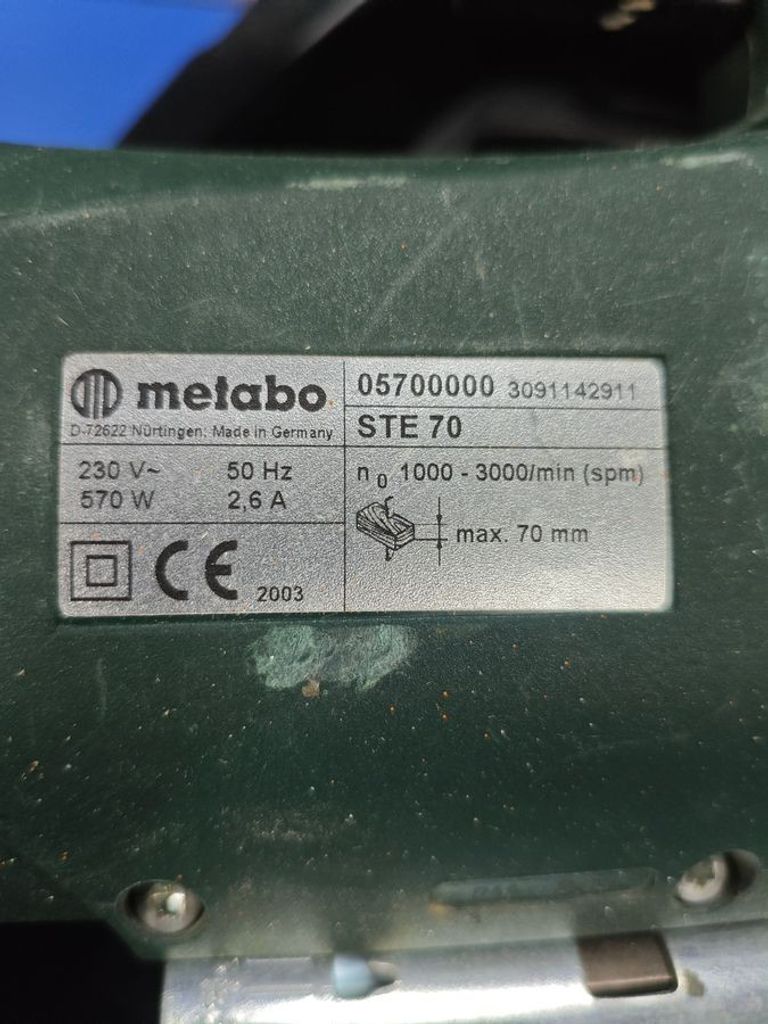 metabo
D-72622 Nürtingen; Made in Germany
05700000 3091142911
STE 70
230 V~ 50 Hz
570 W 2,6 A
n0 1000 - 3000/min (spm)
max. 70 mm
CE 2003